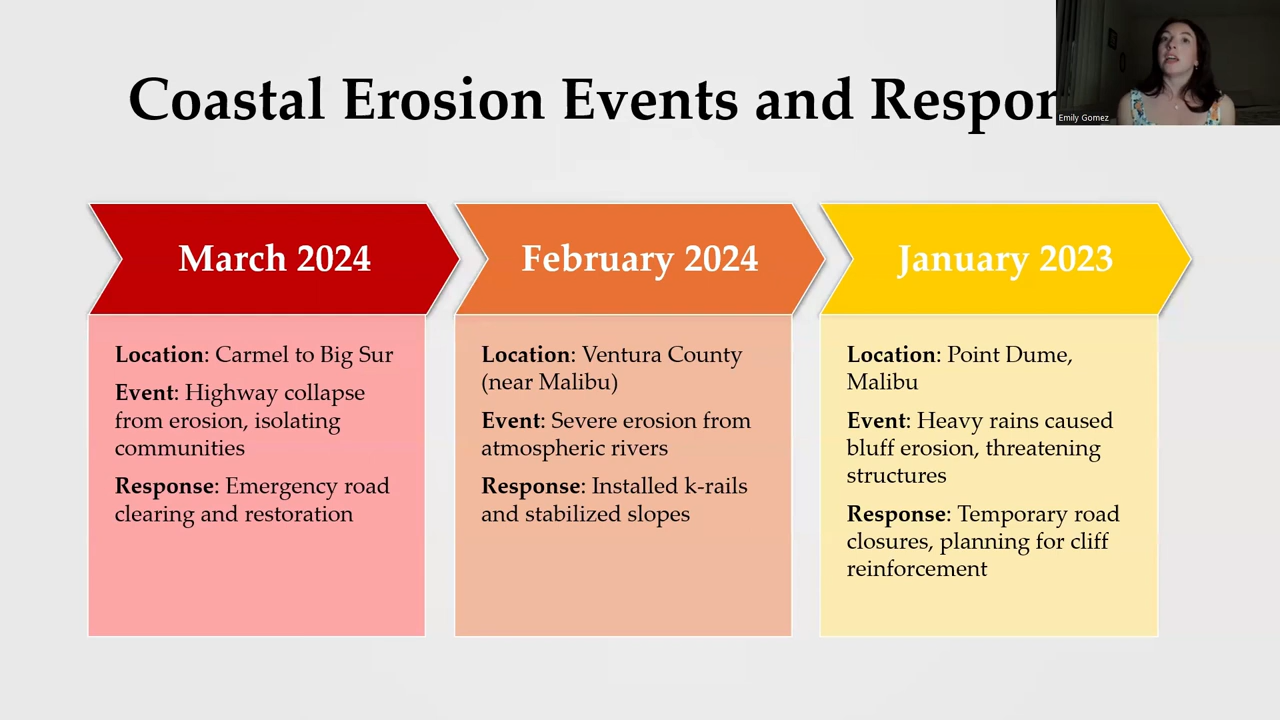 Coastal Erosion Events and Respon
Emily Gomez
March 2024
Location: Carmel to Big Sur
Event: Highway collapse
from erosion, isolating
communities
Response: Emergency road
clearing and restoration
February 2024
Location: Ventura County
(near Malibu)
Event: Severe erosion from
atmospheric rivers
Response: Installed k-rails
and stabilized slopes
January 2023
Location: Point Dume,
Malibu
Event: Heavy rains caused
bluff erosion, threatening
structures
Response: Temporary road
closures, planning for cliff
reinforcement